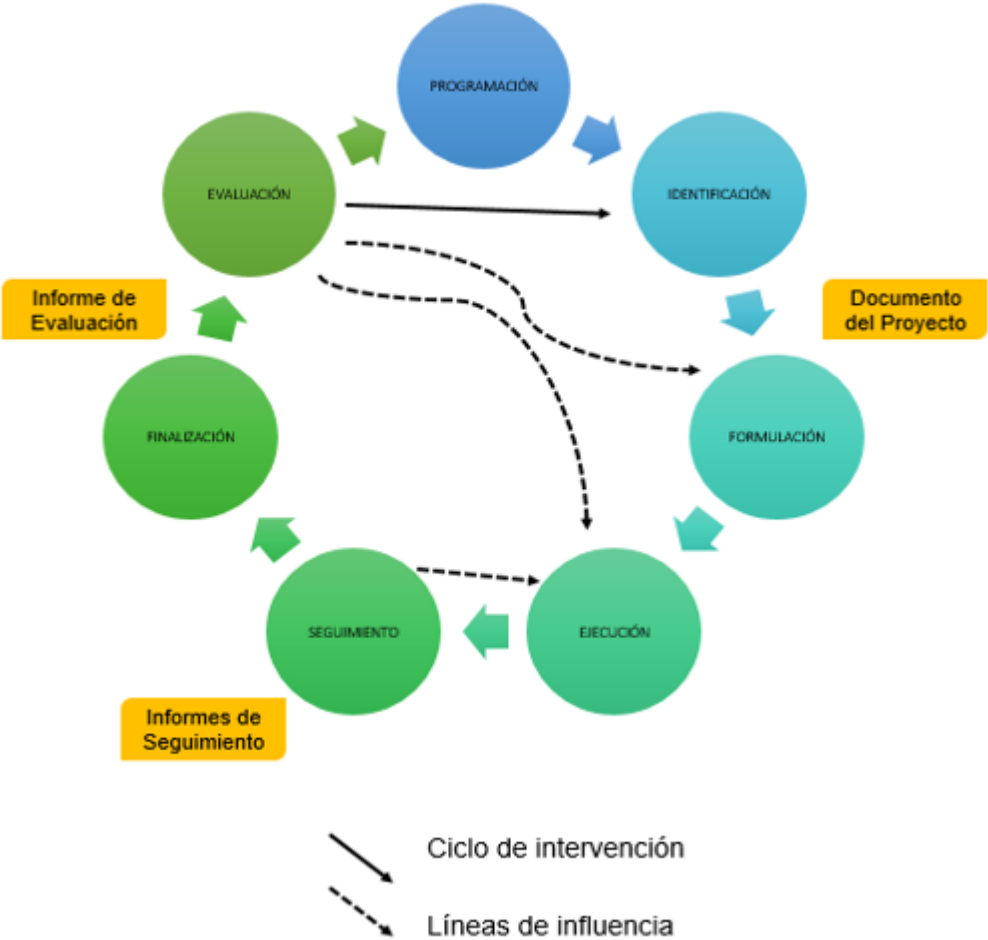 PROGRAMACIÓN
EVALUACIÓN
IDENTIFICACIÓN
Informe de
Evaluación
Documento
del Proyecto
FINALIZACIÓN
FORMULACIÓN
SEGUIMIENTO
EJECUCIÓN
Informes de
Seguimiento
Ciclo de intervención
Líneas de influencia